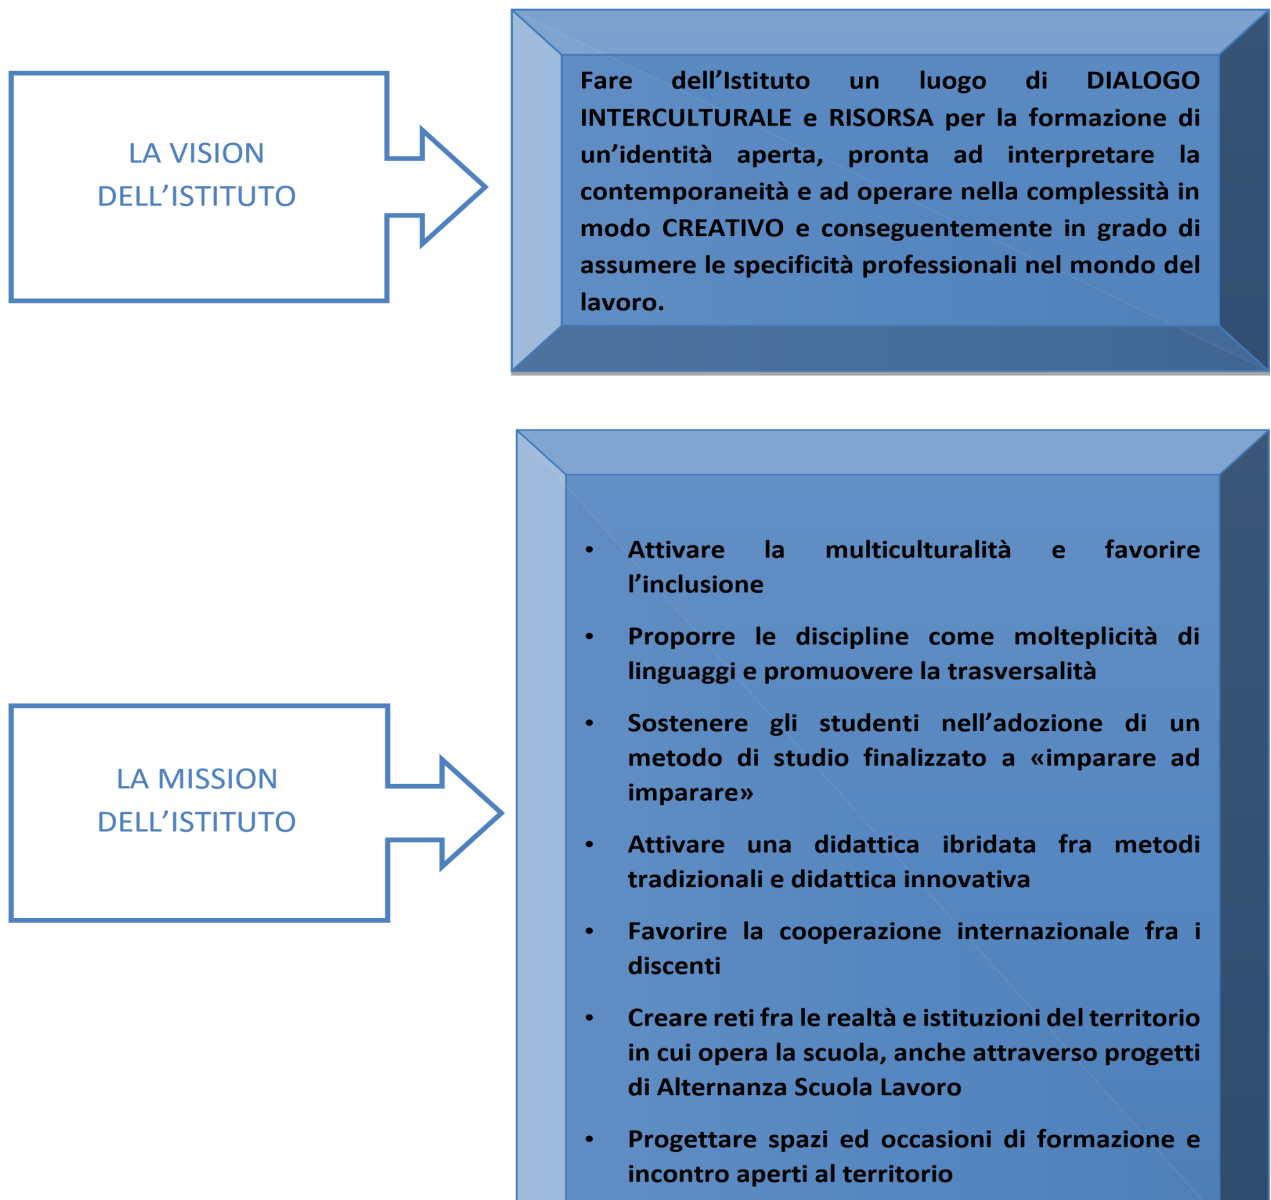 LA VISION
DELL’ISTITUTO
Fare dell’Istituto un luogo di DIALOGO
INTERCULTURALE e RISORSA per la formazione di
un’identità aperta, pronta ad interpretare la
contemporaneità e ad operare nella complessità in
modo CREATIVO e conseguentemente in grado di
assumere le specificità professionali nel mondo del
lavoro.
LA MISSION
DELL’ISTITUTO
• Attivare la multiculturalità e favorire
l’inclusione
• Proporre le discipline come molteplicità di
linguaggi e promuovere la trasversalità
• Sostenere gli studenti nell’adozione di un
metodo di studio finalizzato a «imparare ad
imparare»
• Attivare una didattica ibridata fra metodi
tradizionali e didattica innovativa
• Favorire la cooperazione internazionale fra i
discenti
• Creare reti fra le realtà e istituzioni del territorio
in cui opera la scuola, anche attraverso progetti
di Alternanza Scuola Lavoro
• Progettare spazi ed occasioni di formazione e
incontro aperti al territorio